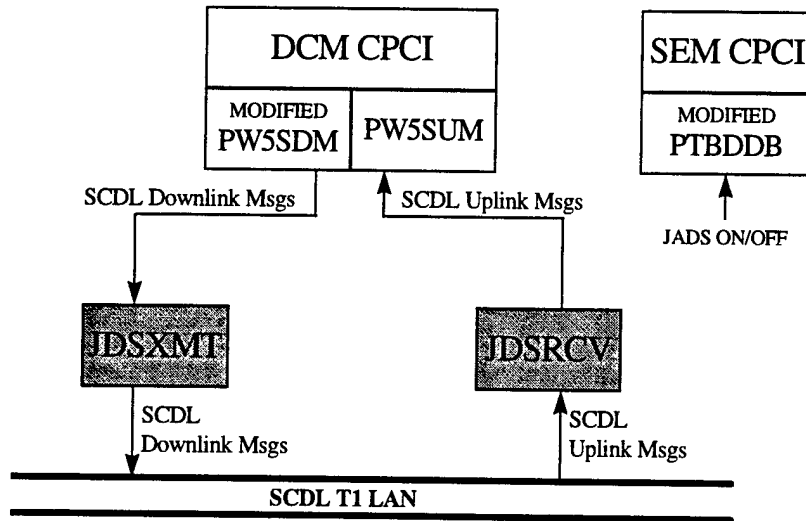 DCM CPCI
SEM CPCI
MODIFIED
PW5SDM
PW5SUM
MODIFIED
PTBDDB
SCDL Downlink Msgs
SCDL Uplink Msgs
JADS ON/OFF
JDSXMT
JDSRCV
SCDL
Downlink Msgs
SCDL
Uplink Msgs
SCDL T1 LAN